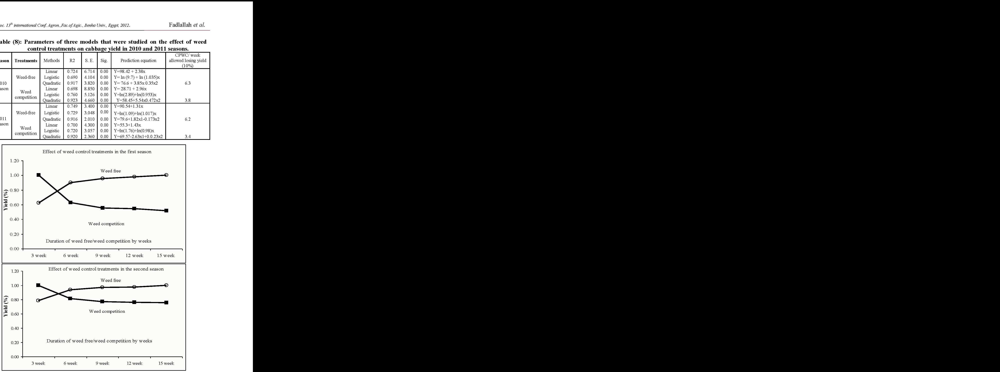 oc. 13th international Conf. Agron.,Fac.of Agic., Benha Univ., Egypt, 2012. Fadlallah et al.
able (8): Parameters of three models that were studied on the effect of weed
control treatments on cabbage yield in 2010 and 2011 seasons.
ason Treatments Methods R2 S. E. Sig. Prediction equation CPWC/ week allowed losing yield (10%)
010 ason
Weed-free
Linear 0.724 6.714 0.00 Y=98.42 + 2.38x
Logistic 0.690 4.104 0.00 Y= ln (9.7) + ln (1.035)x
Quadratic 0.917 3.820 0.00 Y= 76.6 + 3.85x 0.35x2 6.3
Weed competition
Linear 0.698 8.850 0.00 Y= 28.71 + 2.96x
Logistic 0.760 5.126 0.00 Y=ln(2.89)+ln(0.953)x
Quadratic 0.923 4.660 0.00 Y=58.45+5.54x0.472x2 3.8
011 ason
Weed-free
Linear 0.749 3.400 0.00 Y=90.54+1.31x
Logistic 0.729 3.048 0.00 Y=ln(1.09)+ln(1.017)x
Quadratic 0.916 2.010 0.00 Y=79.6+1.82x1-0.173x2 6.2
Weed competition
Linear 0.700 4.300 0.00 Y=55.3+1.43x
Logistic 0.720 3.057 0.00 Y=ln(1.76)+ln(0.98)x
Quadratic 0.920 2.360 0.00 Y=69.57-2.63x1+0.0.23x2 3.4
Effect of weed control treatments in the first season
1.20
Weed free
1.00
0.80
Yield (%)
0.60
0.40
Weed competition
0.20
Duration of weed free/weed competition by weeks
0.00
3 week 6 week 9 week 12 week 15 week
Effect of weed control treatments in the second season
1.20
Weed free
1.00
0.80
Yield (%)
Weed competition
0.60
0.40
0.20
Duration of weed free/weed competition by weeks
0.00
3 week 6 week 9 week 12 week 15 week